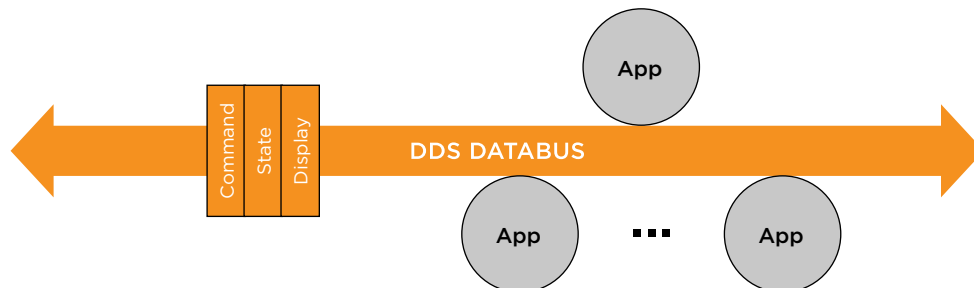 App
Command
State
Display
DDS DATABUS
App
App